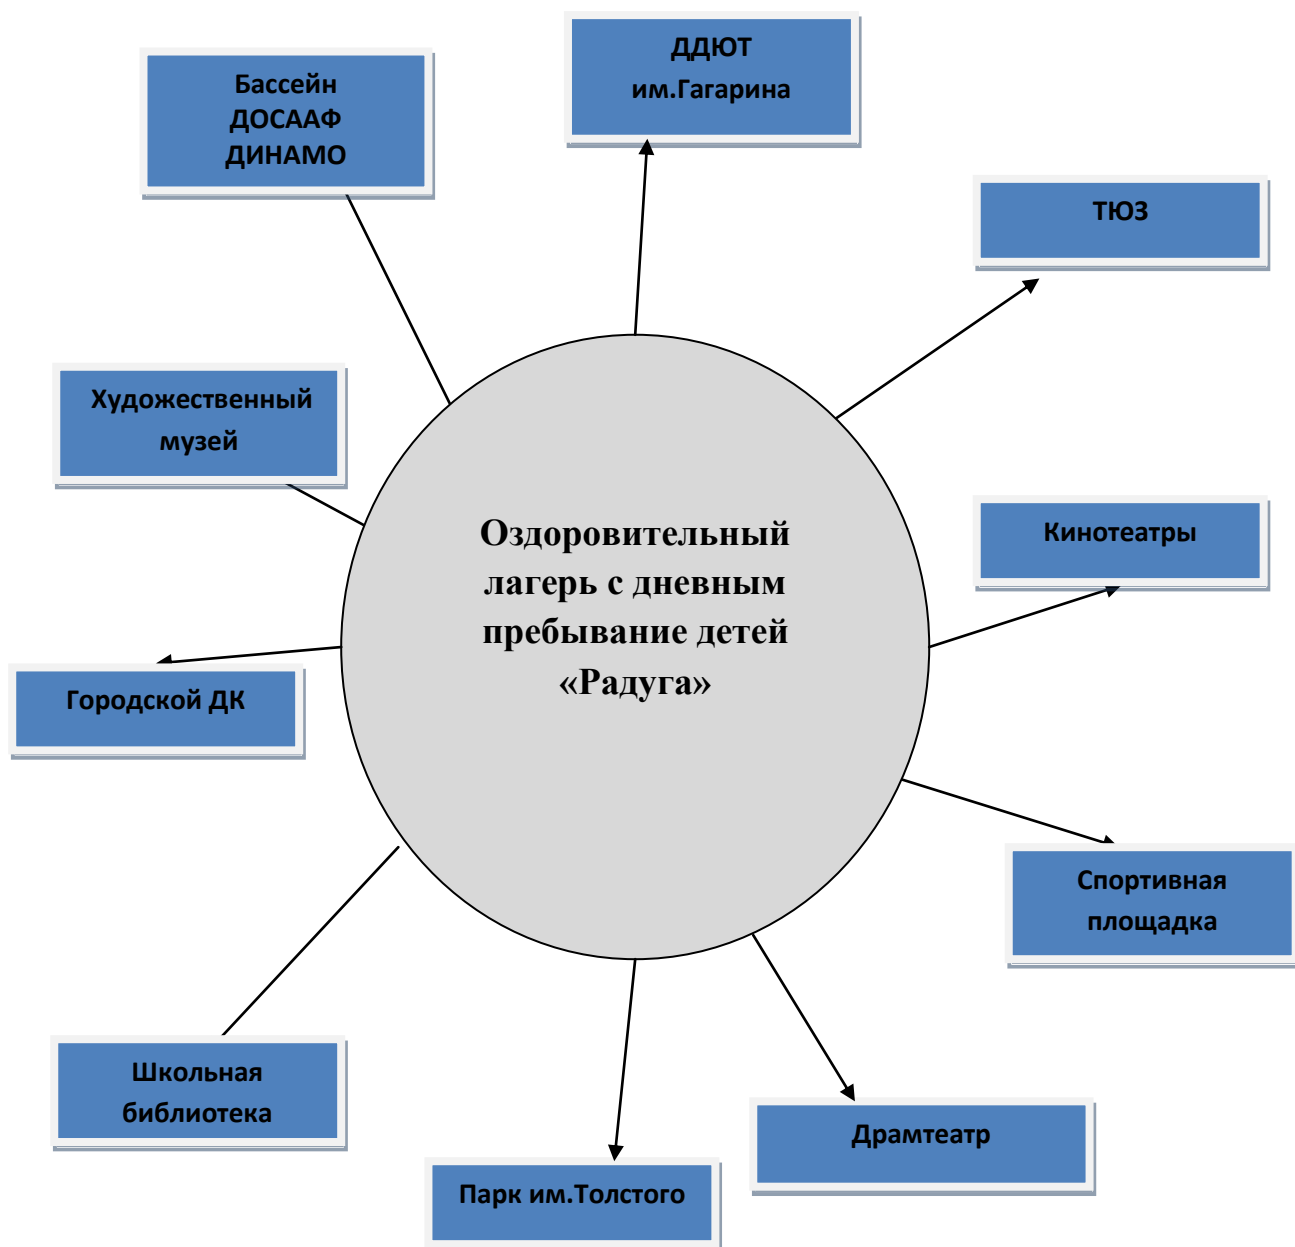 ДДЮТ
им.Гагарина
Бассейн
ДОСААФ
ДИНАМО
ТЮЗ
Художественный
музей
Кинотеатры
Оздоровительный
лагерь с дневным
пребывание детей
«Радуга»
Городской ДК
Спортивная
площадка
Школьная
библиотека
Драмтеатр
Парк им.Толстого